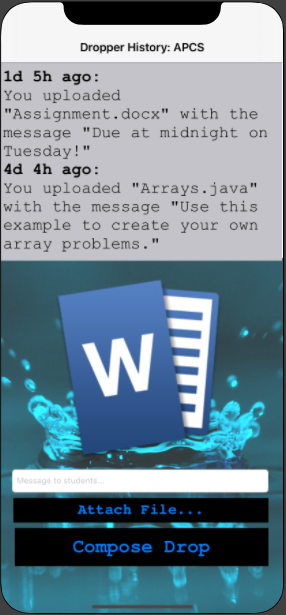 Dropper History: APCS
1d 5h ago:
You uploaded
"Assignment.docx" with the
message "Due at midnight on
Tuesday!"
4d 4h ago:
You uploaded "Arrays.java"
with the message "Use this
example to create your own
array problems."
W
Message to students...
Attach File...
Compose Drop